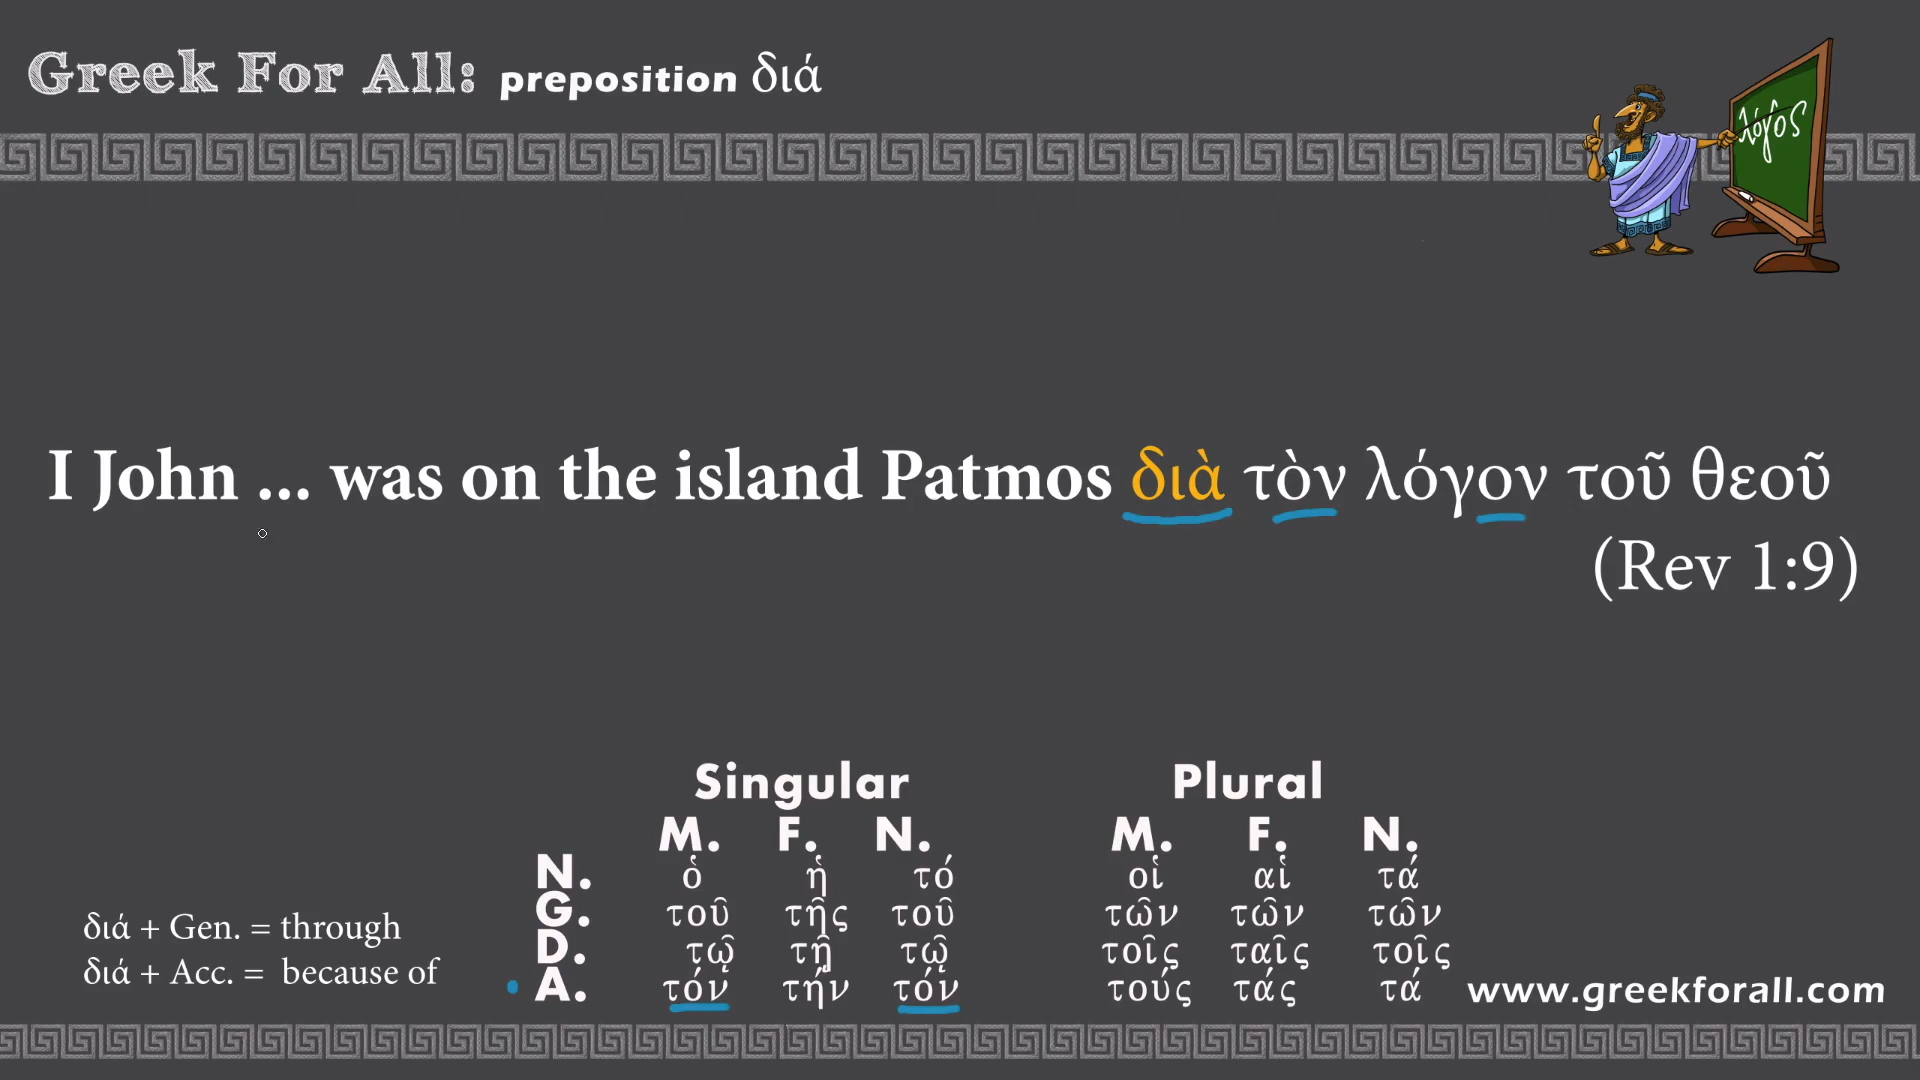 Greek For All: preposition διά
λόγος
I John ... was on the island Patmos διὰ τὸν λόγον τοῦ θεοῦ
(Rev 1:9)
Singular Plural
M. F. N. M. F. N.
N. ὁ ἡ τό οἱ αἱ τά
G. τοῦ τῆς τοῦ τῶν τῶν τῶν
D. τῷ τῇ τῷ τοῖς ταῖς τοῖς
A. τόν τήν τόν τούς τάς τά
διά + Gen. = through
διά + Acc. = because of
www.greekforall.com